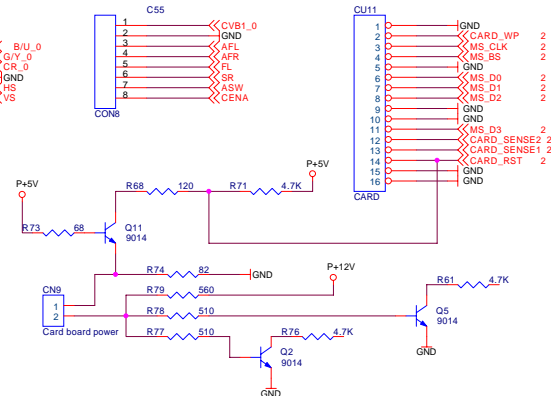 C55
1 CVB1_0
2 GND
3 AFL
4 AFR
5 FL
6 SR
7 ASW
8 CENA
CON8
B/U_0
G/Y_0
CR_0
GND
HS
VS
CU11
1 GND
2 CARD_WP 2
3 MS_CLK 2
4 MS_BS 2
5 GND
6 MS_D0 2
7 MS_D1 2
8 MS_D2 2
9 GND
10 GND
11 MS_D3 2
12 CARD_SENSE2 2
13 CARD_SENSE1 2
14 CARD_RST 2
15 GND
16 GND
CARD
P+5V
R68 120 R71 4.7K
P+5V
R73 68
Q11
9014
R74 82 GND
P+12V
R79 560
R61 4.7K
CN9
1
2
Card board power
R78 510
Q5
9014
R77 510
R76 4.7K
Q2
9014
GND
GND